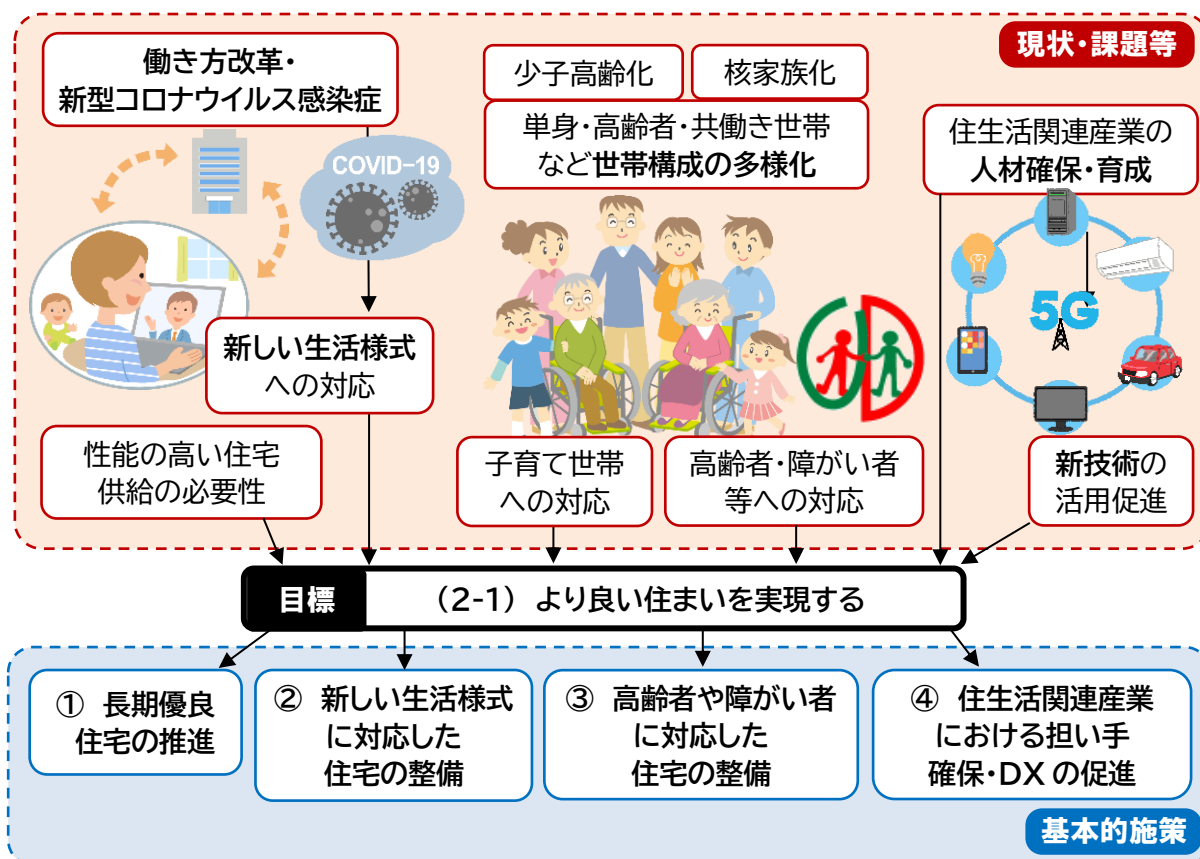 現状・課題等
働き方改革・
新型コロナウイルス感染症
少子高齢化
核家族化
単身・高齢者・共働き世帯
など世帯構成の多様化
住生活関連産業の
人材確保・育成
COVID-19
5G
新しい生活様式
への対応
性能の高い住宅
供給の必要性
子育て世帯
への対応
高齢者・障がい者
等への対応
新技術の
活用促進
目標 （2-1）より良い住まいを実現する
① 長期優良
住宅の推進
② 新しい生活様式
に対応した
住宅の整備
③ 高齢者や障がい者
に対応した
住宅の整備
④ 住生活関連産業
における担い手
確保・DXの促進
基本的施策